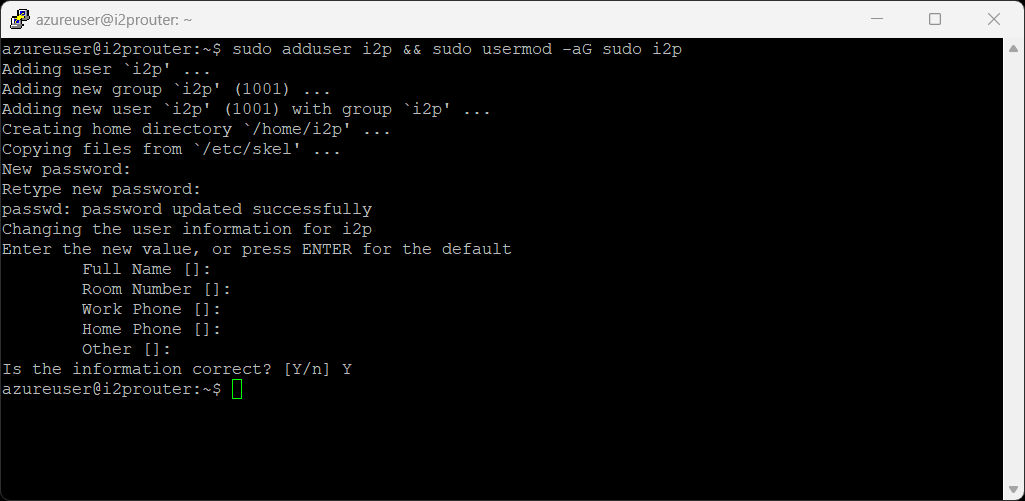 azureuser@i2prouter: ~
azureuser@i2prouter:~$ sudo adduser i2p && sudo usermod -aG sudo i2p
Adding user `i2p' ...
Adding new group `i2p' (1001) ...
Adding new user `i2p' (1001) with group `i2p' ...
Creating home directory `/home/i2p' ...
Copying files from `/etc/skel' ...
New password:
Retype new password:
passwd: password updated successfully
Changing the user information for i2p
Enter the new value, or press ENTER for the default
        Full Name []:
        Room Number []:
        Work Phone []:
        Home Phone []:
        Other []:
Is the information correct? [Y/n] Y
azureuser@i2prouter:~$